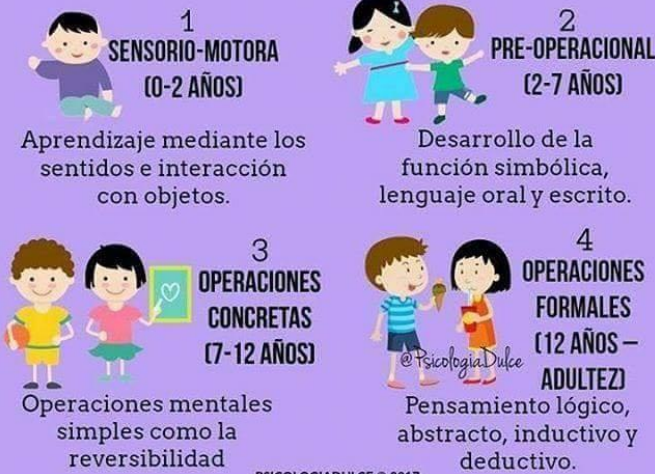 1
SENSORIO-MOTORA
(0-2 AÑOS)
Aprendizaje mediante los
sentidos e interacción
con objetos.
2
PRE-OPERACIONAL
(2-7 AÑOS)
Desarrollo de la
función simbólica,
lenguaje oral y escrito.
3
OPERACIONES
CONCRETAS
(7-12 AÑOS)
Operaciones mentales
simples como la
reversibilidad
4
OPERACIONES
FORMALES
(12 AÑOS –
ADULTEZ)
@PsicologiaDulce
Pensamiento lógico,
abstracto, inductivo y
deductivo.
PSICOLOGIADULCE © 2017